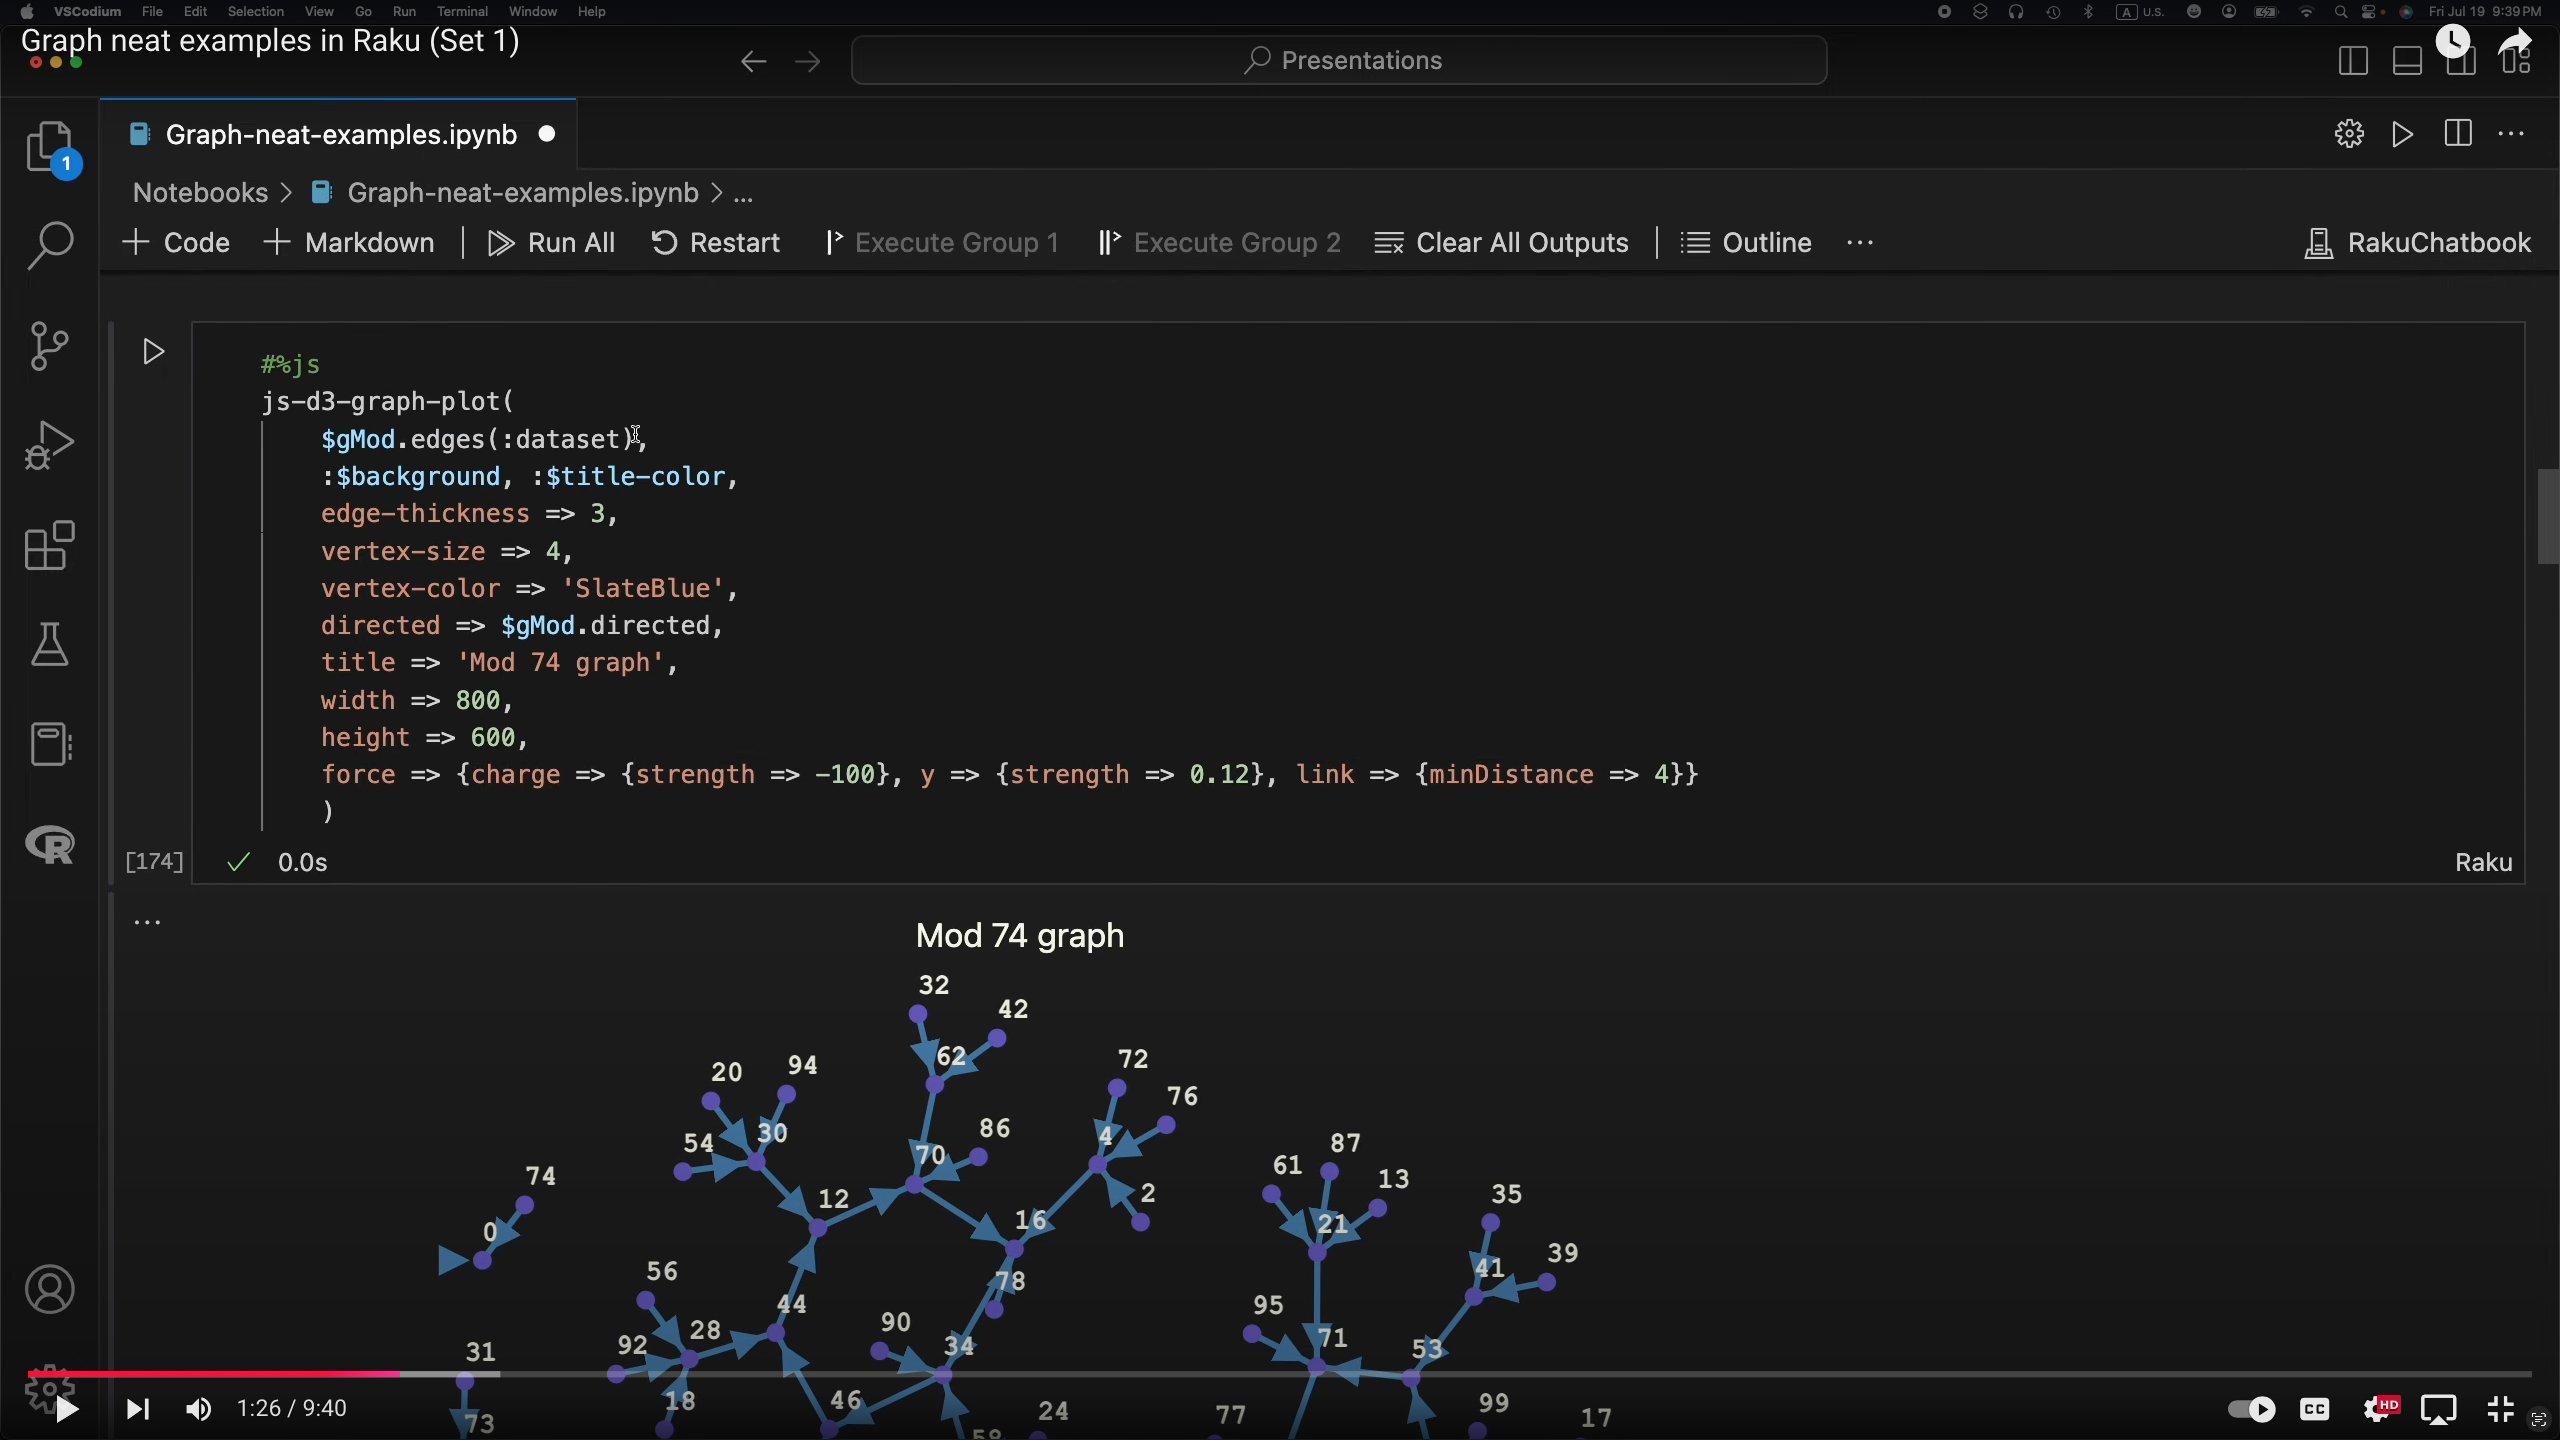 VSCodium File Edit Selection View Go Run Terminal Window Help
A U.S.
Fri Jul 19 9:39 PM
Graph neat examples in Raku (Set 1)
Presentations
Graph-neat-examples.ipynb
1
Notebooks > Graph-neat-examples.ipynb > ...
Code Markdown Run All Restart Execute Group 1 Execute Group 2 Clear All Outputs Outline ... RakuChatbook
#%js
js-d3-graph-plot(
$gMod.edges(:dataset),
:$background, :$title-color,
edge-thickness => 3,
vertex-size => 4,
vertex-color => 'SlateBlue',
directed => $gMod.directed,
title => 'Mod 74 graph',
width => 800,
height => 600,
force => {charge => {strength => -100}, y => {strength => 0.12}, link => {minDistance => 4}}
)
[174] 0.0s Raku
R
...
Mod 74 graph
32
42
72
94
20
76
86
30
4
54
62
70
87
61
13
74
2
35
12
16
21
0
39
56
78
41
44
95
90
28
92
34
71
53
31
18
46
24
77
99
17
73
58
1:26 / 9:40
CC
HD